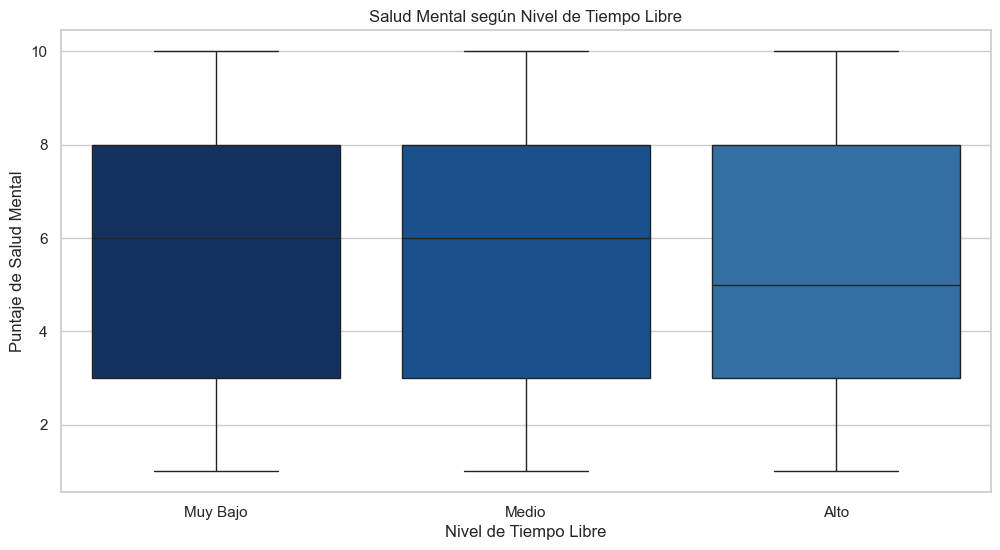 Salud Mental según Nivel de Tiempo Libre
Puntaje de Salud Mental
10
8
6
4
2
Muy Bajo Medio Alto
Nivel de Tiempo Libre